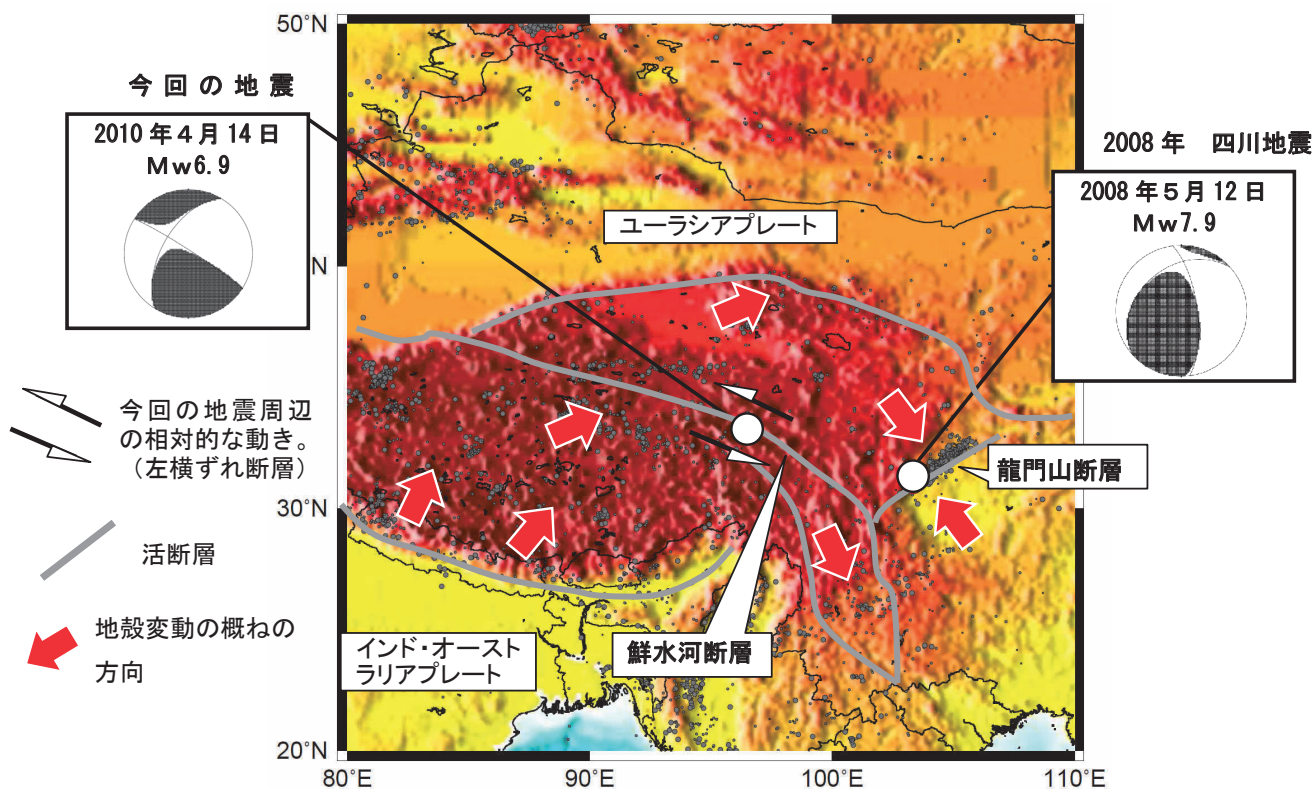 50°N
今回の地震
2010年4月14日
Mw6.9
2008年 四川地震
2008年5月12日
Mw7.9
ユーラシアプレート
N
今回の地震周辺
の相対的な動き。
（左横ずれ断層）
龍門山断層
30°N
活断層
地殻変動の概ねの
方向
インド・オースト
ラリアプレート
鮮水河断層
20°N
80°E
90°E
100°E
110°E